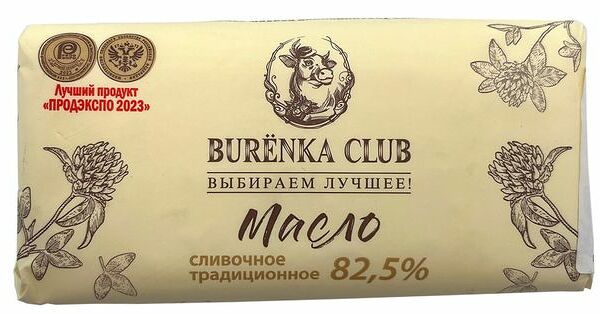 Лучший продукт
«ПРОДЭКСПО 2023»
BURЁNKA CLUB
ВЫБИРАЕМ ЛУЧШЕЕ!
Масло
сливочное
традиционное 82,5%